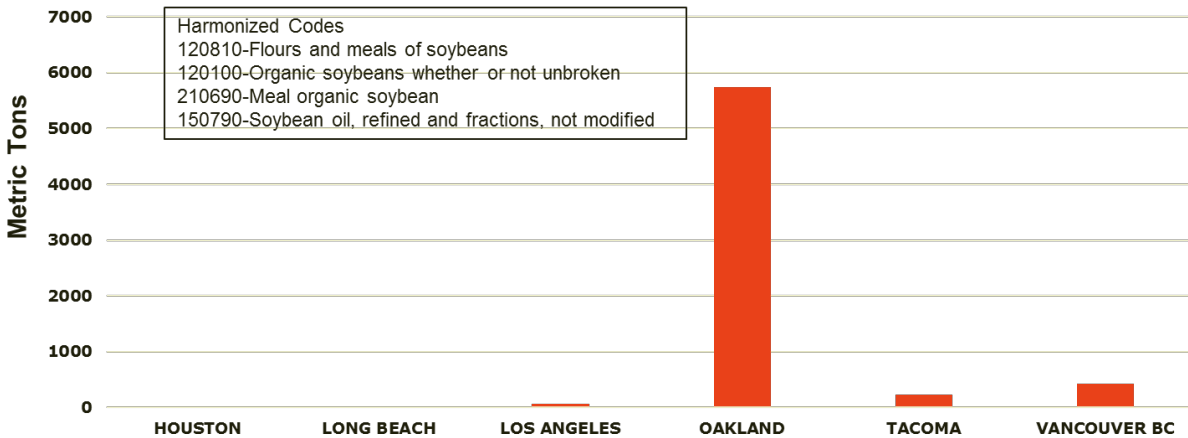 7000
6000
5000
4000
3000
2000
1000
0
Metric Tons
Harmonized Codes
120810-Flours and meals of soybeans
120100-Organic soybeans whether or not unbroken
210690-Meal organic soybean
150790-Soybean oil, refined and fractions, not modified
HOUSTON
LONG BEACH
LOS ANGELES
OAKLAND
TACOMA
VANCOUVER BC